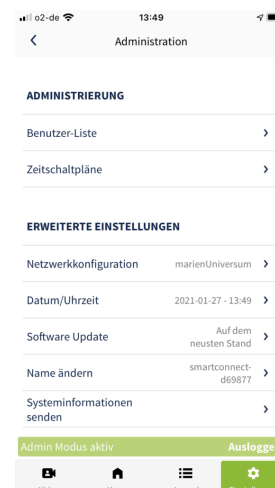 o2-de 13:49
Administration
ADMINISTRIERUNG
Benutzer-Liste
Zeitschaltpläne
ERWEITERTE EINSTELLUNGEN
Netzwerkkonfiguration marienUniversum
Datum/Uhrzeit 2021-01-27 - 13:49
Software Update Auf dem
neusten Stand
Name ändern smartconnect-
d69877
Systeminformationen
senden
Admin Modus aktiv Auslogge